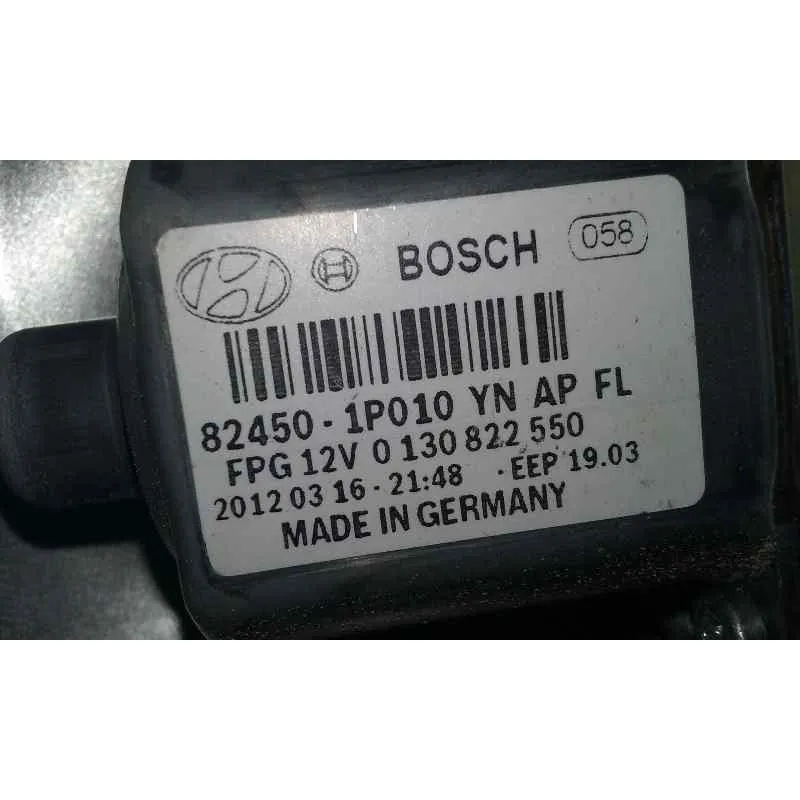 BOSCH 058
82450-1P010 YN AP FL
FPG 12V 0 130 822 550
2012 03 16 - 21:48 - EEP 19.03
MADE IN GERMANY